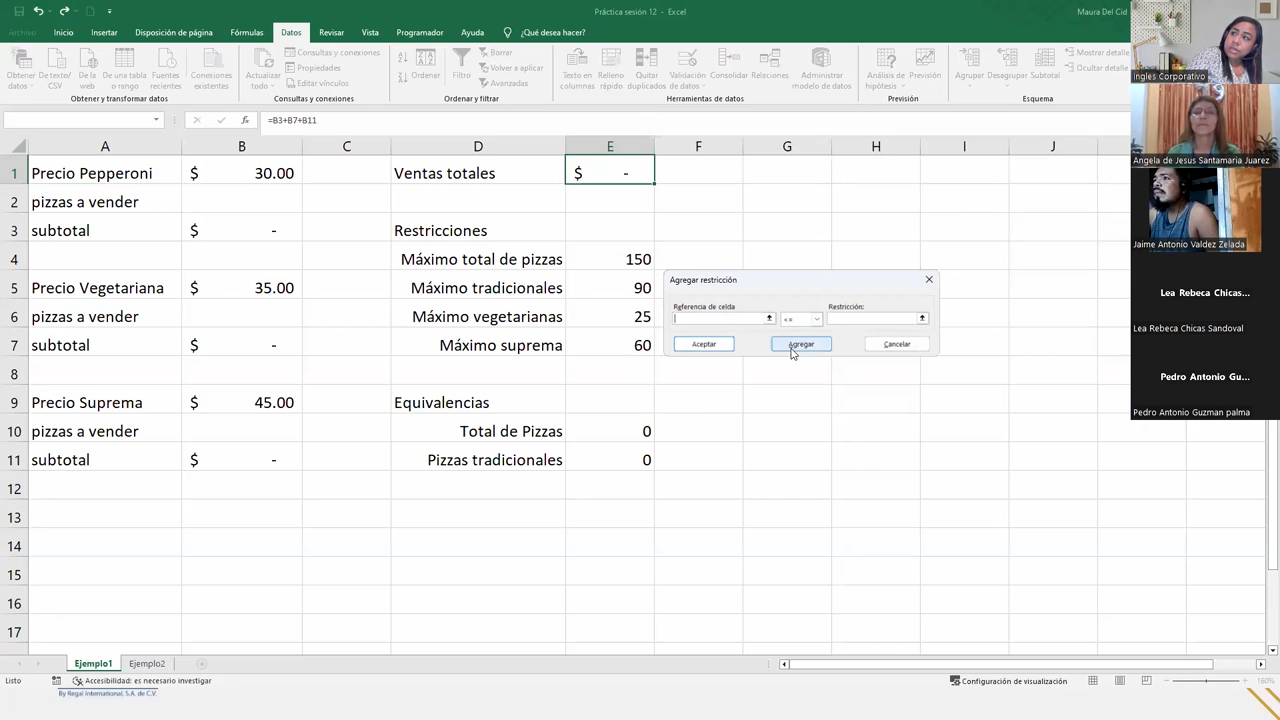 Práctica sesión 12 - Excel
Maura Del Cid
Archivo Inicio Insertar Disposición de página Fórmulas Datos Revisar Vista Programador Ayuda ¿Qué desea hacer?
Obtener datos De texto/CSV De la web De una tabla o rango Fuentes recientes Conexiones existentes
Obtener y transformar datos
Actualizar todo Consultas y conexiones Propiedades Editar vínculos
Consultas y conexiones
Ordenar Borrar Volver a aplicar Avanzadas
Ordenar y filtrar
Texto en columnas Relleno rápido Quitar duplicados Validación de datos Consolidar Relaciones Administrar modelo de datos
Herramientas de datos
Análisis de hipótesis Previsión
Previsión
Agrupar Desagrupar Subtotal Mostrar detalle Ocultar detalle
Esquema
fx =B3+B7+B11
A B C D E F G H I J
1 Precio Pepperoni $ 30.00 Ventas totales $ -
2 pizzas a vender
3 subtotal $ - Restricciones
4 Máximo total de pizzas 150
5 Precio Vegetariana $ 35.00 Máximo tradicionales 90
6 pizzas a vender Máximo vegetarianas 25
7 subtotal $ - Máximo suprema 60
8
9 Precio Suprema $ 45.00 Equivalencias
10 pizzas a vender Total de Pizzas 0
11 subtotal $ - Pizzas tradicionales 0
12
13
14
15
16
17
Agregar restricción
Referencia de celda Restricción:
<=
Aceptar Agregar Cancelar
Ingles Corporativo
Angela de Jesus Santamaria Juarez
Jaime Antonio Valdez Zelada
Lea Rebeca Chicas...
Lea Rebeca Chicas Sandoval
Pedro Antonio Gu...
Pedro Antonio Guzman palma
Ejemplo1 Ejemplo2
Listo Accesibilidad: es necesario investigar Configuración de visualización 160%
By Regal International, S.A. de C.V.